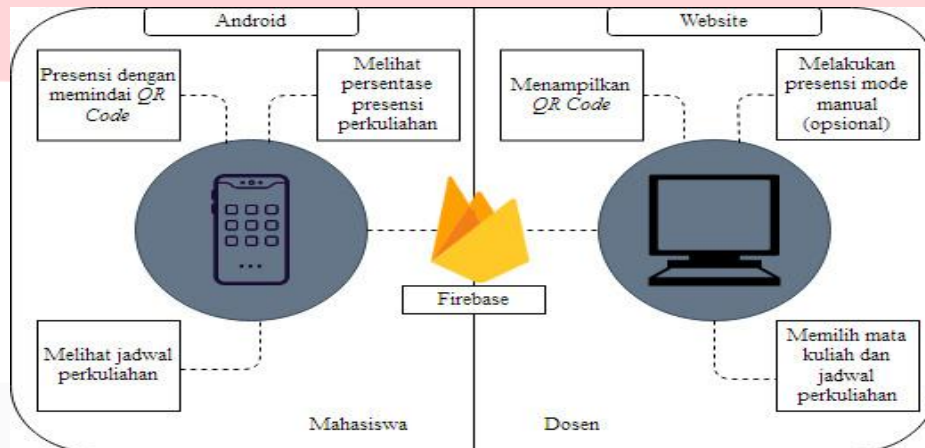 Android
Website
Presensi dengan
memindai QR
Code
Melihat
persentase
presensi
perkuliahan
Menampilkan
QR Code
Melakukan
presensi mode
manual
(opsional)
Firebase
Melihat jadwal
perkuliahan
Memilih mata
kuliah dan
jadwal
perkuliahan
Mahasiswa
Dosen